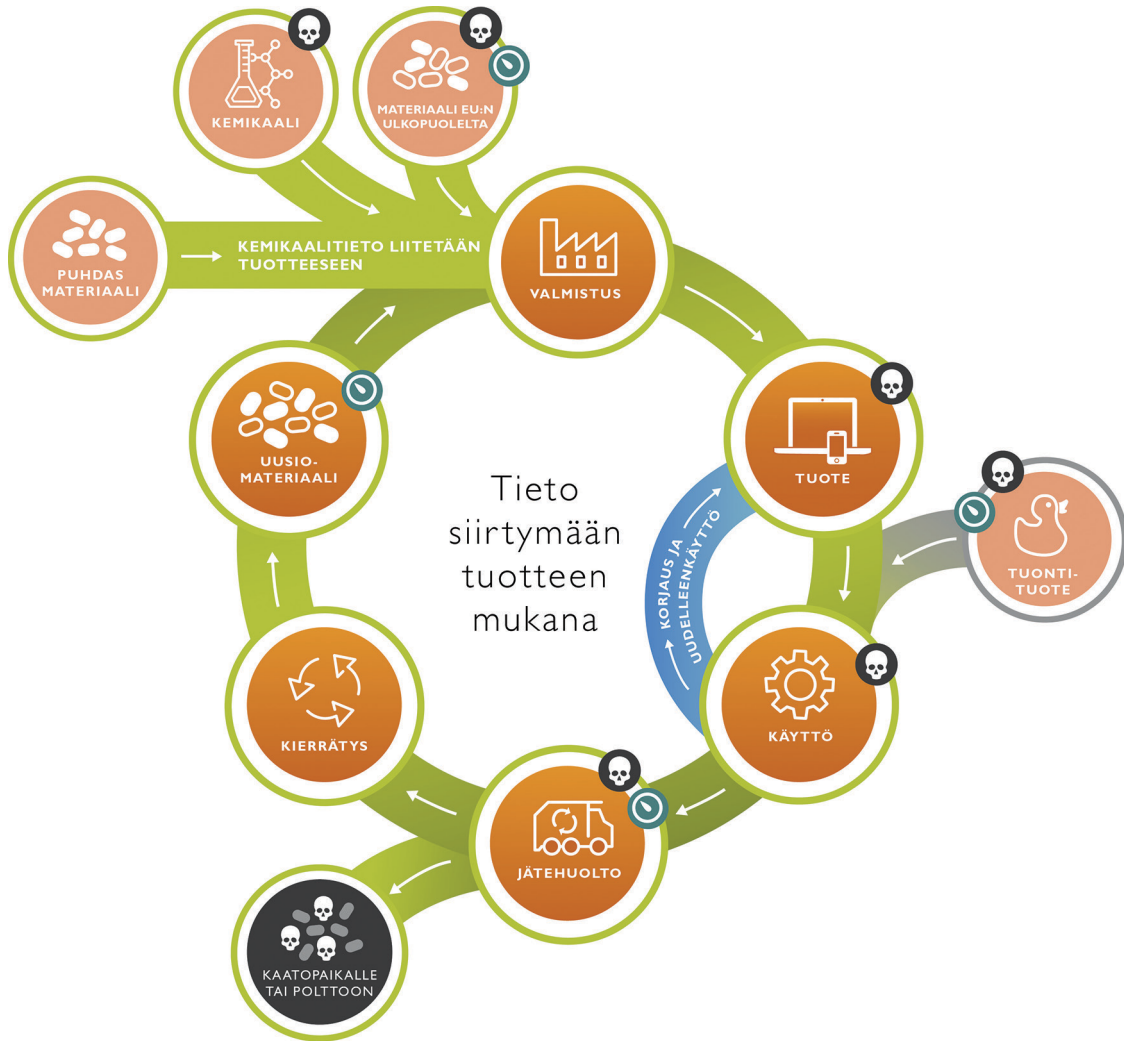 KEMIKAALI
MATERIAALI EU:N
ULKOPUOLELTA
PUHDAS
MATERIAALI
KEMIKAALITIETO LIITETÄÄN
TUOTTEESEEN
VALMISTUS
TUOTE
TUONTI-
TUOTE
KORJAUS JA
UUDELLEENKÄYTTÖ
KÄYTTÖ
JÄTEHUOLTO
KAATOPAIKALLE
TAI POLTTOON
KIERRÄTYS
UUSIO-
MATERIAALI
Tieto
siirtymään
tuotteen
mukana